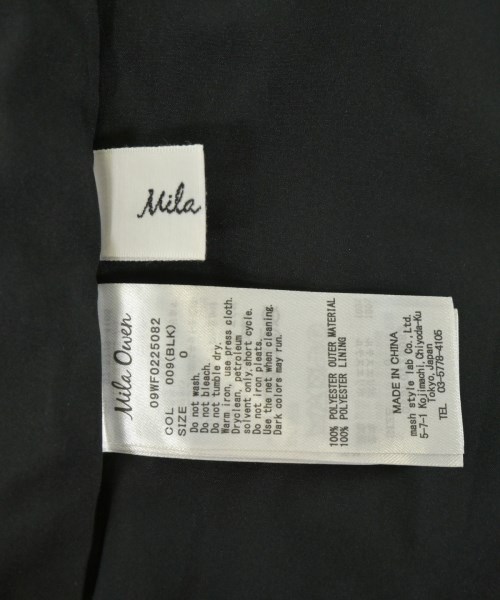 Mila
Mila Owen
09WF0225082
COL 009(BLK)
SIZE 0
Do not wash.
Do not bleach.
Do not tumble dry.
Warm iron, use press cloth.
Dryclean, petroleum
solvent only,short cycle.
Do not iron pleats.
Use the net when cleaning.
Dark colors may run.
100% POLYESTER OUTER MATERIAL
100% POLYESTER LINING
MADE IN CHINA
mash style lab Co.,Ltd.
5-7-1 Kojimachi, Chiyoda-Ku
Tokyo Japan
TEL 03-5778-4105